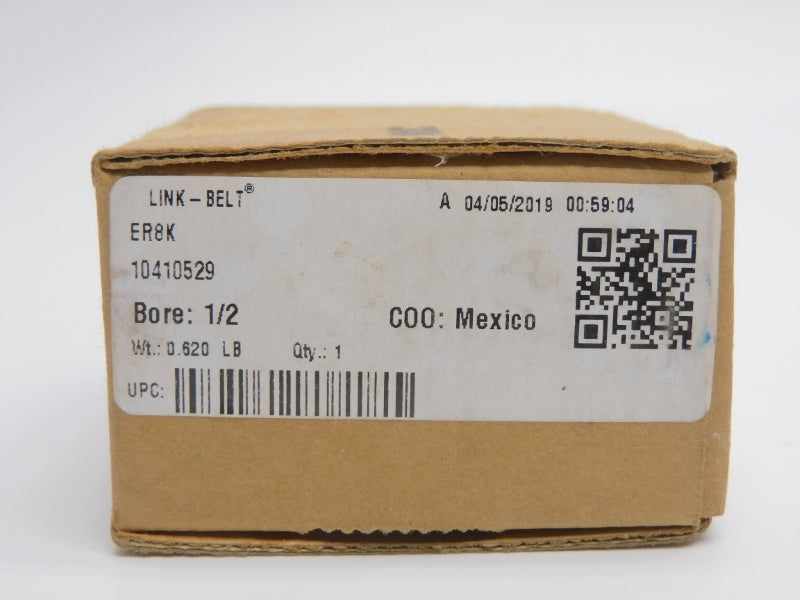 LINK-BELT®
A 04/05/2019 00:59:04
ER8K
10410529
Bore: 1/2
COO: Mexico
Wt.: 0.620 LB Qty.: 1
UPC: